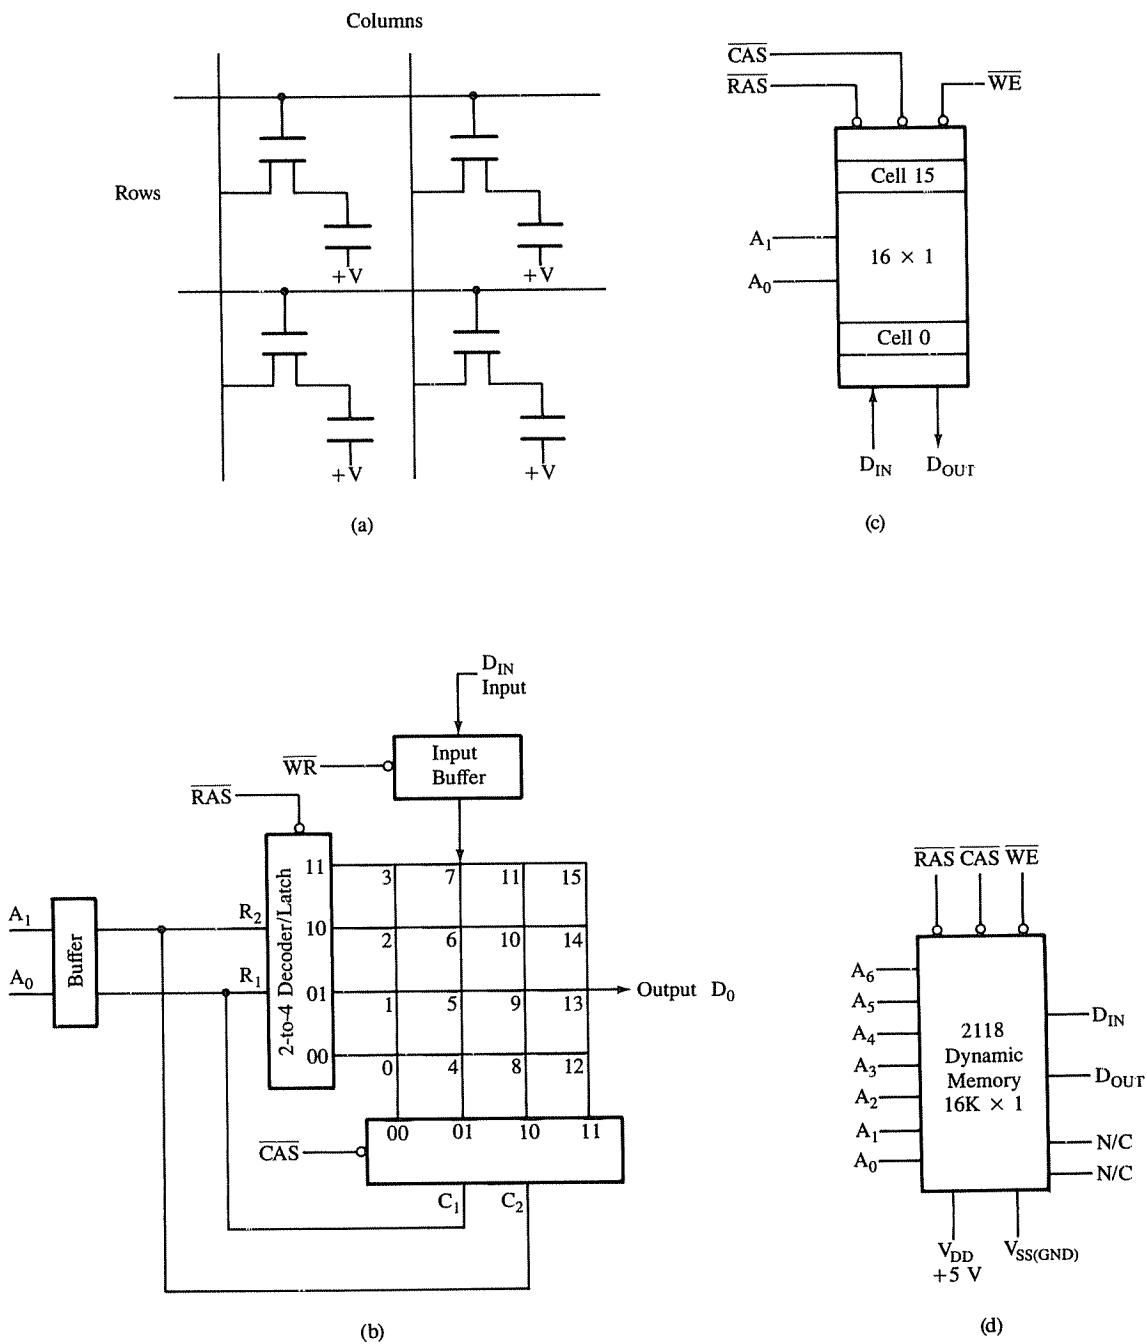 Columns
Rows
+V
+V
+V
+V
(a)
CAS
RAS
WE
Cell 15
A1
16 × 1
A0
Cell 0
DIN
DOUT
(c)
DIN
Input
WR
Input
Buffer
RAS
2-to-4 Decoder/Latch
11
10
01
00
3
7
11
15
2
6
10
14
1
5
9
13
0
4
8
12
A1
A0
Buffer
R2
R1
Output D0
CAS
00
01
10
11
C1
C2
(b)
RAS CAS WE
A6
A5
A4
A3
A2
A1
A0
2118
Dynamic
Memory
16K × 1
DIN
DOUT
N/C
N/C
VDD
+5 V
VSS(GND)
(d)